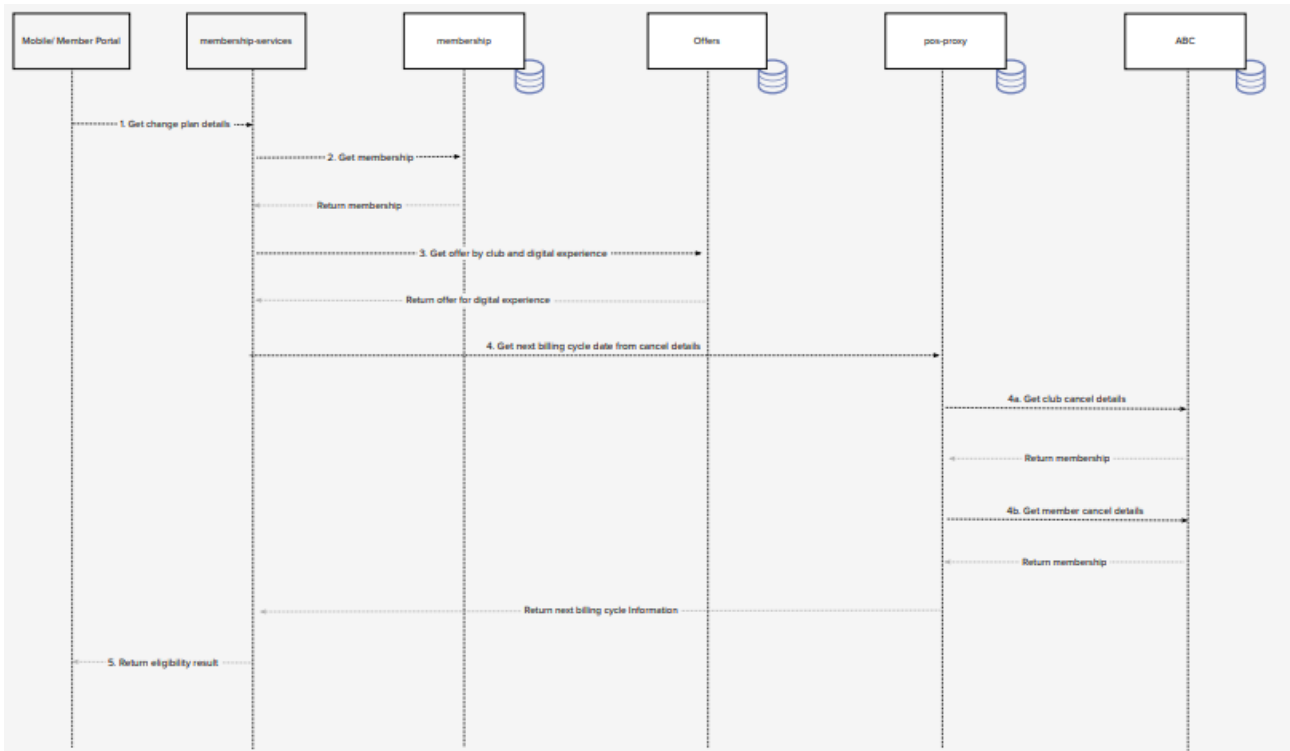 Mobile/ Member Portal
membership-services
membership
Offers
pos-proxy
ABC
1. Get change plan details
2. Get membership
Return membership
3. Get offer by club and digital experience
Return offer for digital experience
4. Get next billing cycle date from cancel details
4a. Get club cancel details
Return membership
4b. Get member cancel details
Return membership
Return next billing cycle Information
5. Return eligibility result